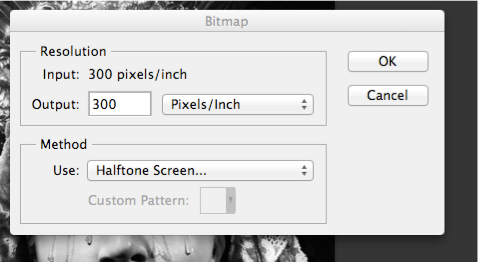 Bitmap
Resolution
Input: 300 pixels/inch
Output: 300 Pixels/Inch
Method
Use: Halftone Screen...
Custom Pattern:
OK
Cancel